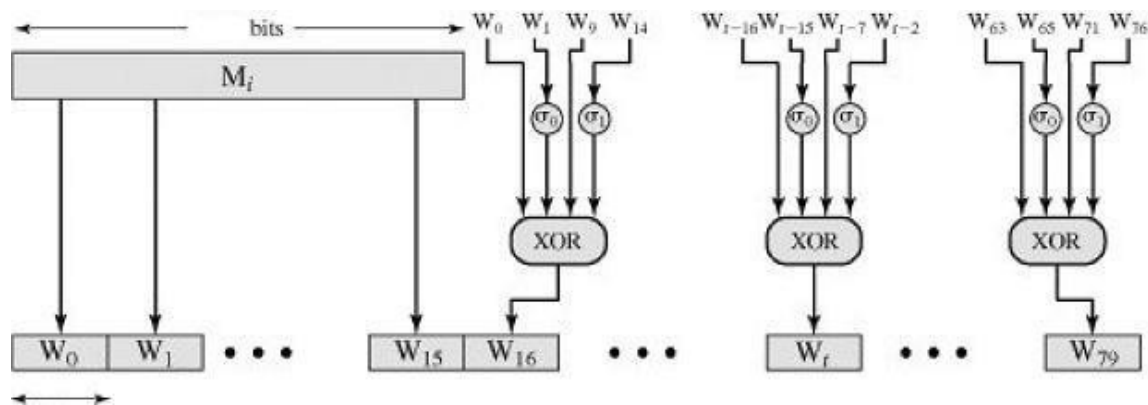 bits
W₀ W₁ W₉ W₁₄
Wₜ₋₁₆ Wₜ₋₁₅ Wₜ₋₇ Wₜ₋₂
W₆₃ W₆₅ W₇₁ W₇₆
Mᵢ
σ₀ σ₁
σ₀ σ₁
σ₀ σ₁
XOR
XOR
XOR
W₀ W₁ • • • W₁₅ W₁₆ • • • Wₜ • • • W₇₉